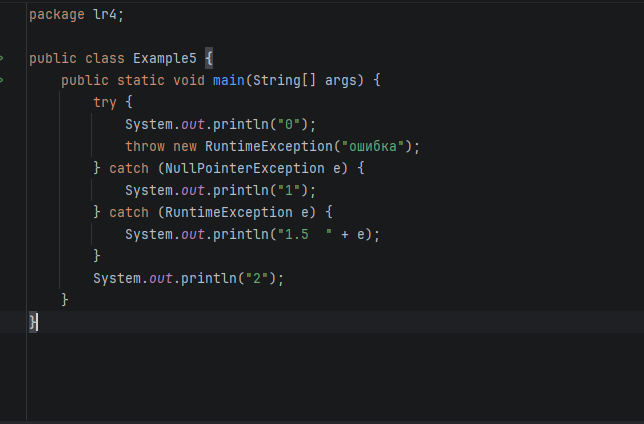 package lr4;
public class Example5 {
public static void main(String[] args) {
try {
System.out.println("0");
throw new RuntimeException("ошибка");
} catch (NullPointerException e) {
System.out.println("1");
} catch (RuntimeException e) {
System.out.println("1.5  " + e);
}
System.out.println("2");
}
}